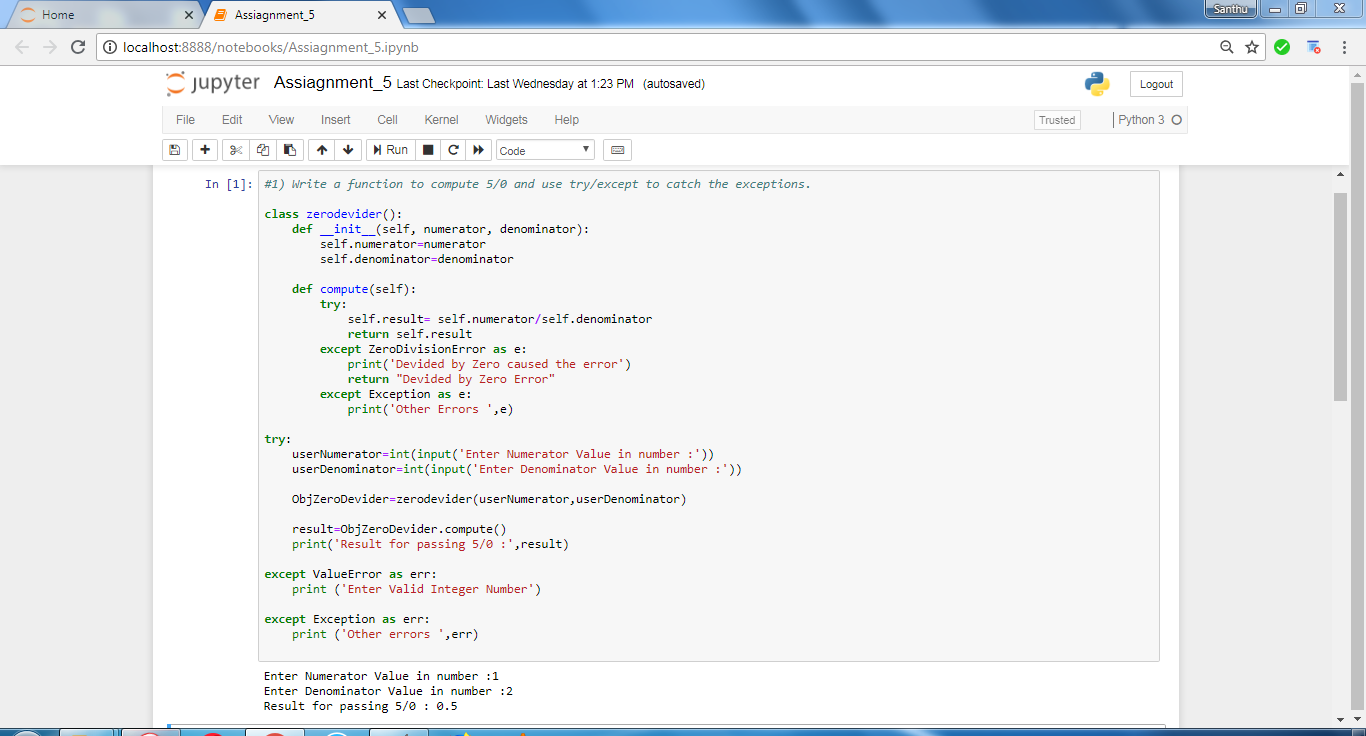 Home
Assiagnment_5
Santhu
localhost:8888/notebooks/Assiagnment_5.ipynb
jupyter Assiagnment_5 Last Checkpoint: Last Wednesday at 1:23 PM (autosaved)
Logout
File Edit View Insert Cell Kernel Widgets Help
Trusted
Python 3
Run
Code
In [1]: #1) Write a function to compute 5/0 and use try/except to catch the exceptions.
class zerodevider():
    def __init__(self, numerator, denominator):
        self.numerator=numerator
        self.denominator=denominator
    def compute(self):
        try:
            self.result= self.numerator/self.denominator
            return self.result
        except ZeroDivisionError as e:
            print('Devided by Zero caused the error')
            return "Devided by Zero Error"
        except Exception as e:
            print('Other Errors ',e)
try:
    userNumerator=int(input('Enter Numerator Value in number :'))
    userDenominator=int(input('Enter Denominator Value in number :'))
    ObjZeroDevider=zerodevider(userNumerator,userDenominator)
    result=ObjZeroDevider.compute()
    print('Result for passing 5/0 :',result)
except ValueError as err:
    print ('Enter Valid Integer Number')
except Exception as err:
    print ('Other errors ',err)
Enter Numerator Value in number :1
Enter Denominator Value in number :2
Result for passing 5/0 : 0.5